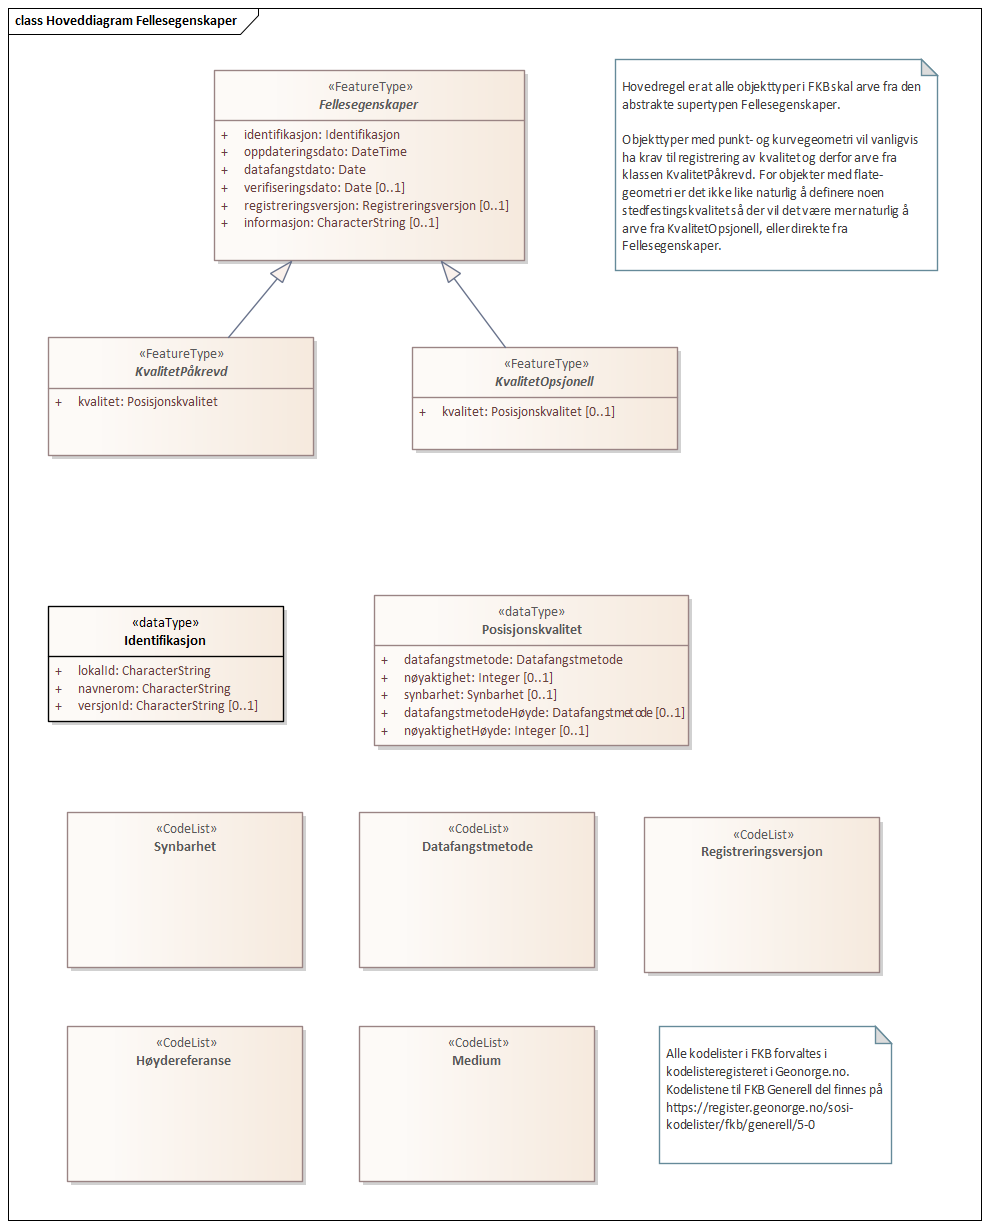 class Hoveddiagram Fellesegenskaper
«FeatureType»
Fellesegenskaper
+ identifikasjon: Identifikasjon
+ oppdateringsdato: DateTime
+ datafangstdato: Date
+ verifiseringsdato: Date [0..1]
+ registreringsversjon: Registreringsversjon [0..1]
+ informasjon: CharacterString [0..1]
Hovedregel er at alle objekttyper i FKB skal arve fra den
abstrakte supertypen Fellesegenskaper.
Objekttyper med punkt- og kurvegeometri vil vanligvis
ha krav til registrering av kvalitet og derfor arve fra
klassen KvalitetPåkrevd. For objekter med flate-
geometri er det ikke like naturlig å definere noen
stedfestingskvalitet så der vil det være mer naturlig å
arve fra KvalitetOpsjonell, eller direkte fra
Fellesegenskaper.
«FeatureType»
KvalitetPåkrevd
+ kvalitet: Posisjonskvalitet
«FeatureType»
KvalitetOpsjonell
+ kvalitet: Posisjonskvalitet [0..1]
«dataType»
Identifikasjon
+ lokalId: CharacterString
+ navnerom: CharacterString
+ versjonId: CharacterString [0..1]
«dataType»
Posisjonskvalitet
+ datafangstmetode: Datafangstmetode
+ nøyaktighet: Integer [0..1]
+ synbarhet: Synbarhet [0..1]
+ datafangstmetodeHøyde: Datafangstmetode [0..1]
+ nøyaktighetHøyde: Integer [0..1]
«CodeList»
Synbarhet
«CodeList»
Datafangstmetode
«CodeList»
Registreringsversjon
«CodeList»
Høydereferanse
«CodeList»
Medium
Alle kodelister i FKB forvaltes i
kodelisteregisteret i Geonorge.no.
Kodelistene til FKB Generell del finnes på
https://register.geonorge.no/sosi-
kodelister/fkb/generell/5-0